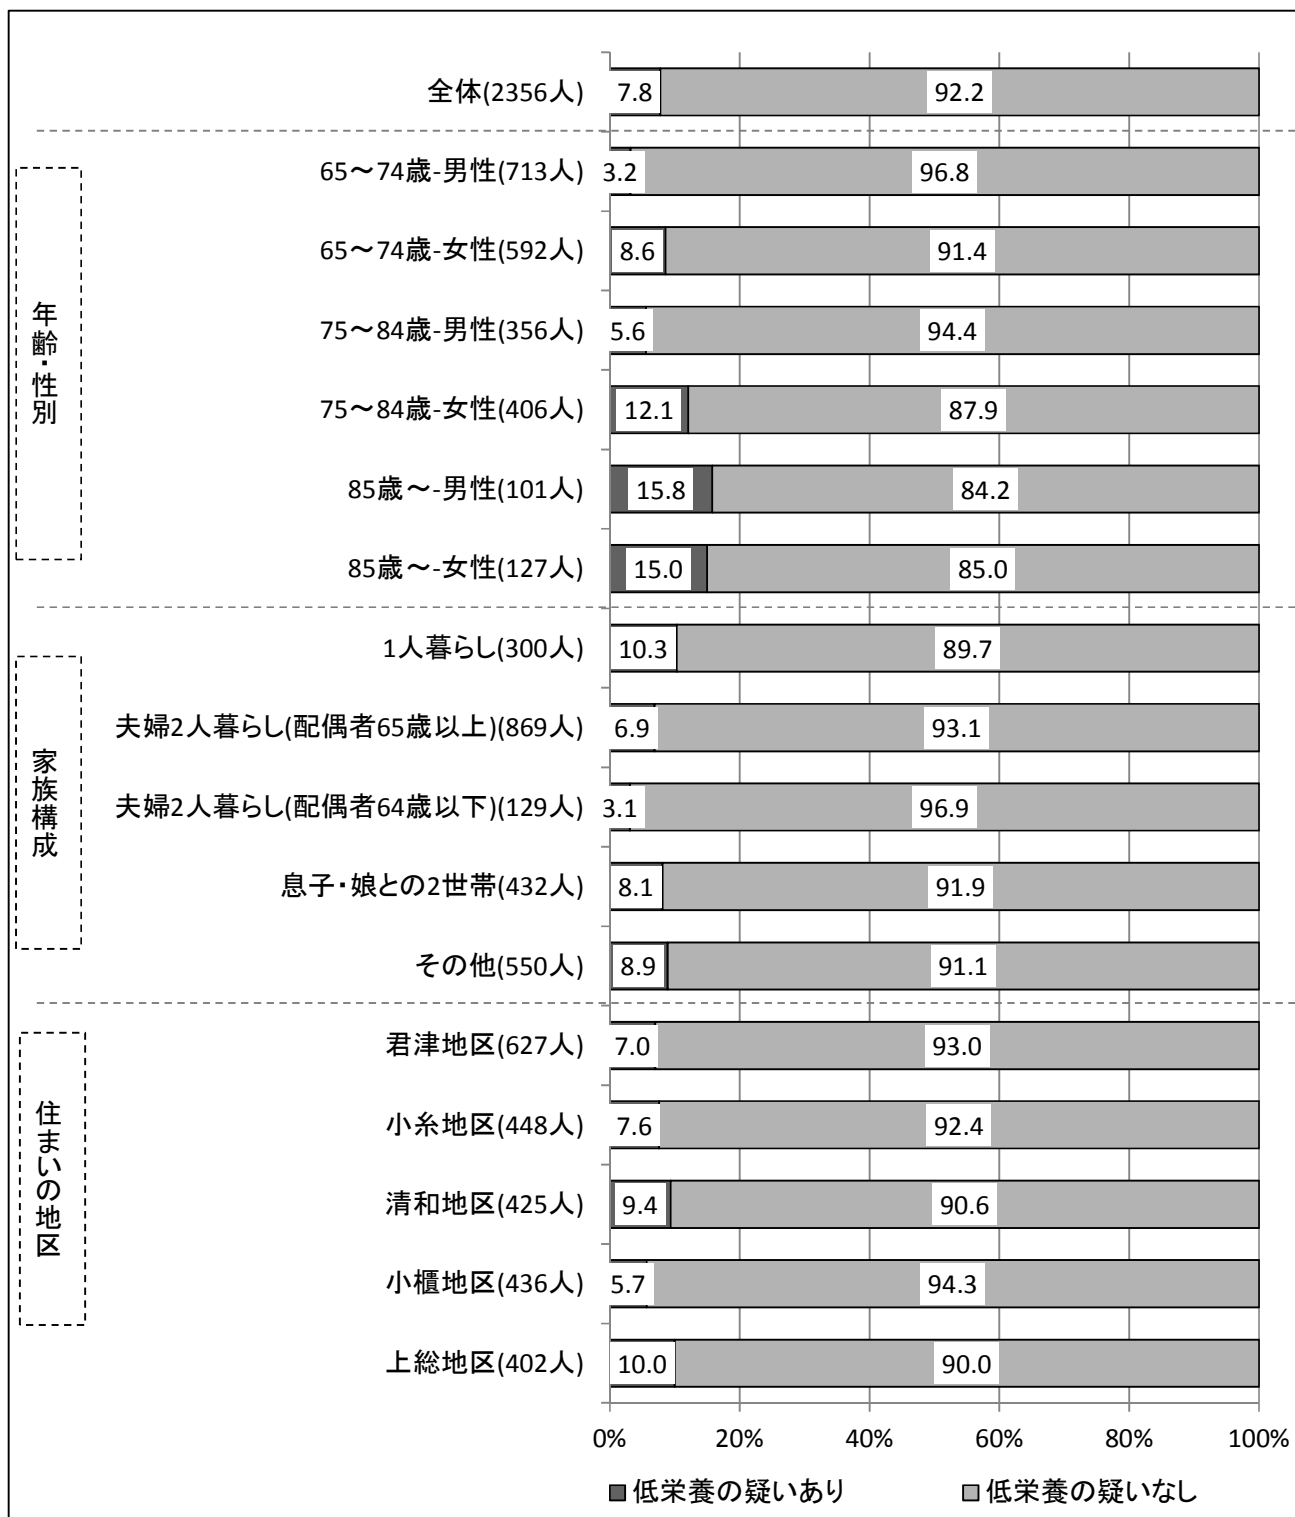 全体(2356人) 7.8 92.2
年齢・性別
65～74歳-男性(713人) 3.2 96.8
65～74歳-女性(592人) 8.6 91.4
75～84歳-男性(356人) 5.6 94.4
75～84歳-女性(406人) 12.1 87.9
85歳～-男性(101人) 15.8 84.2
85歳～-女性(127人) 15.0 85.0
家族構成
1人暮らし(300人) 10.3 89.7
夫婦2人暮らし(配偶者65歳以上)(869人) 6.9 93.1
夫婦2人暮らし(配偶者64歳以下)(129人) 3.1 96.9
息子・娘との2世帯(432人) 8.1 91.9
その他(550人) 8.9 91.1
住まいの地区
君津地区(627人) 7.0 93.0
小糸地区(448人) 7.6 92.4
清和地区(425人) 9.4 90.6
小櫃地区(436人) 5.7 94.3
上総地区(402人) 10.0 90.0
0% 20% 40% 60% 80% 100%
低栄養の疑いあり 低栄養の疑いなし